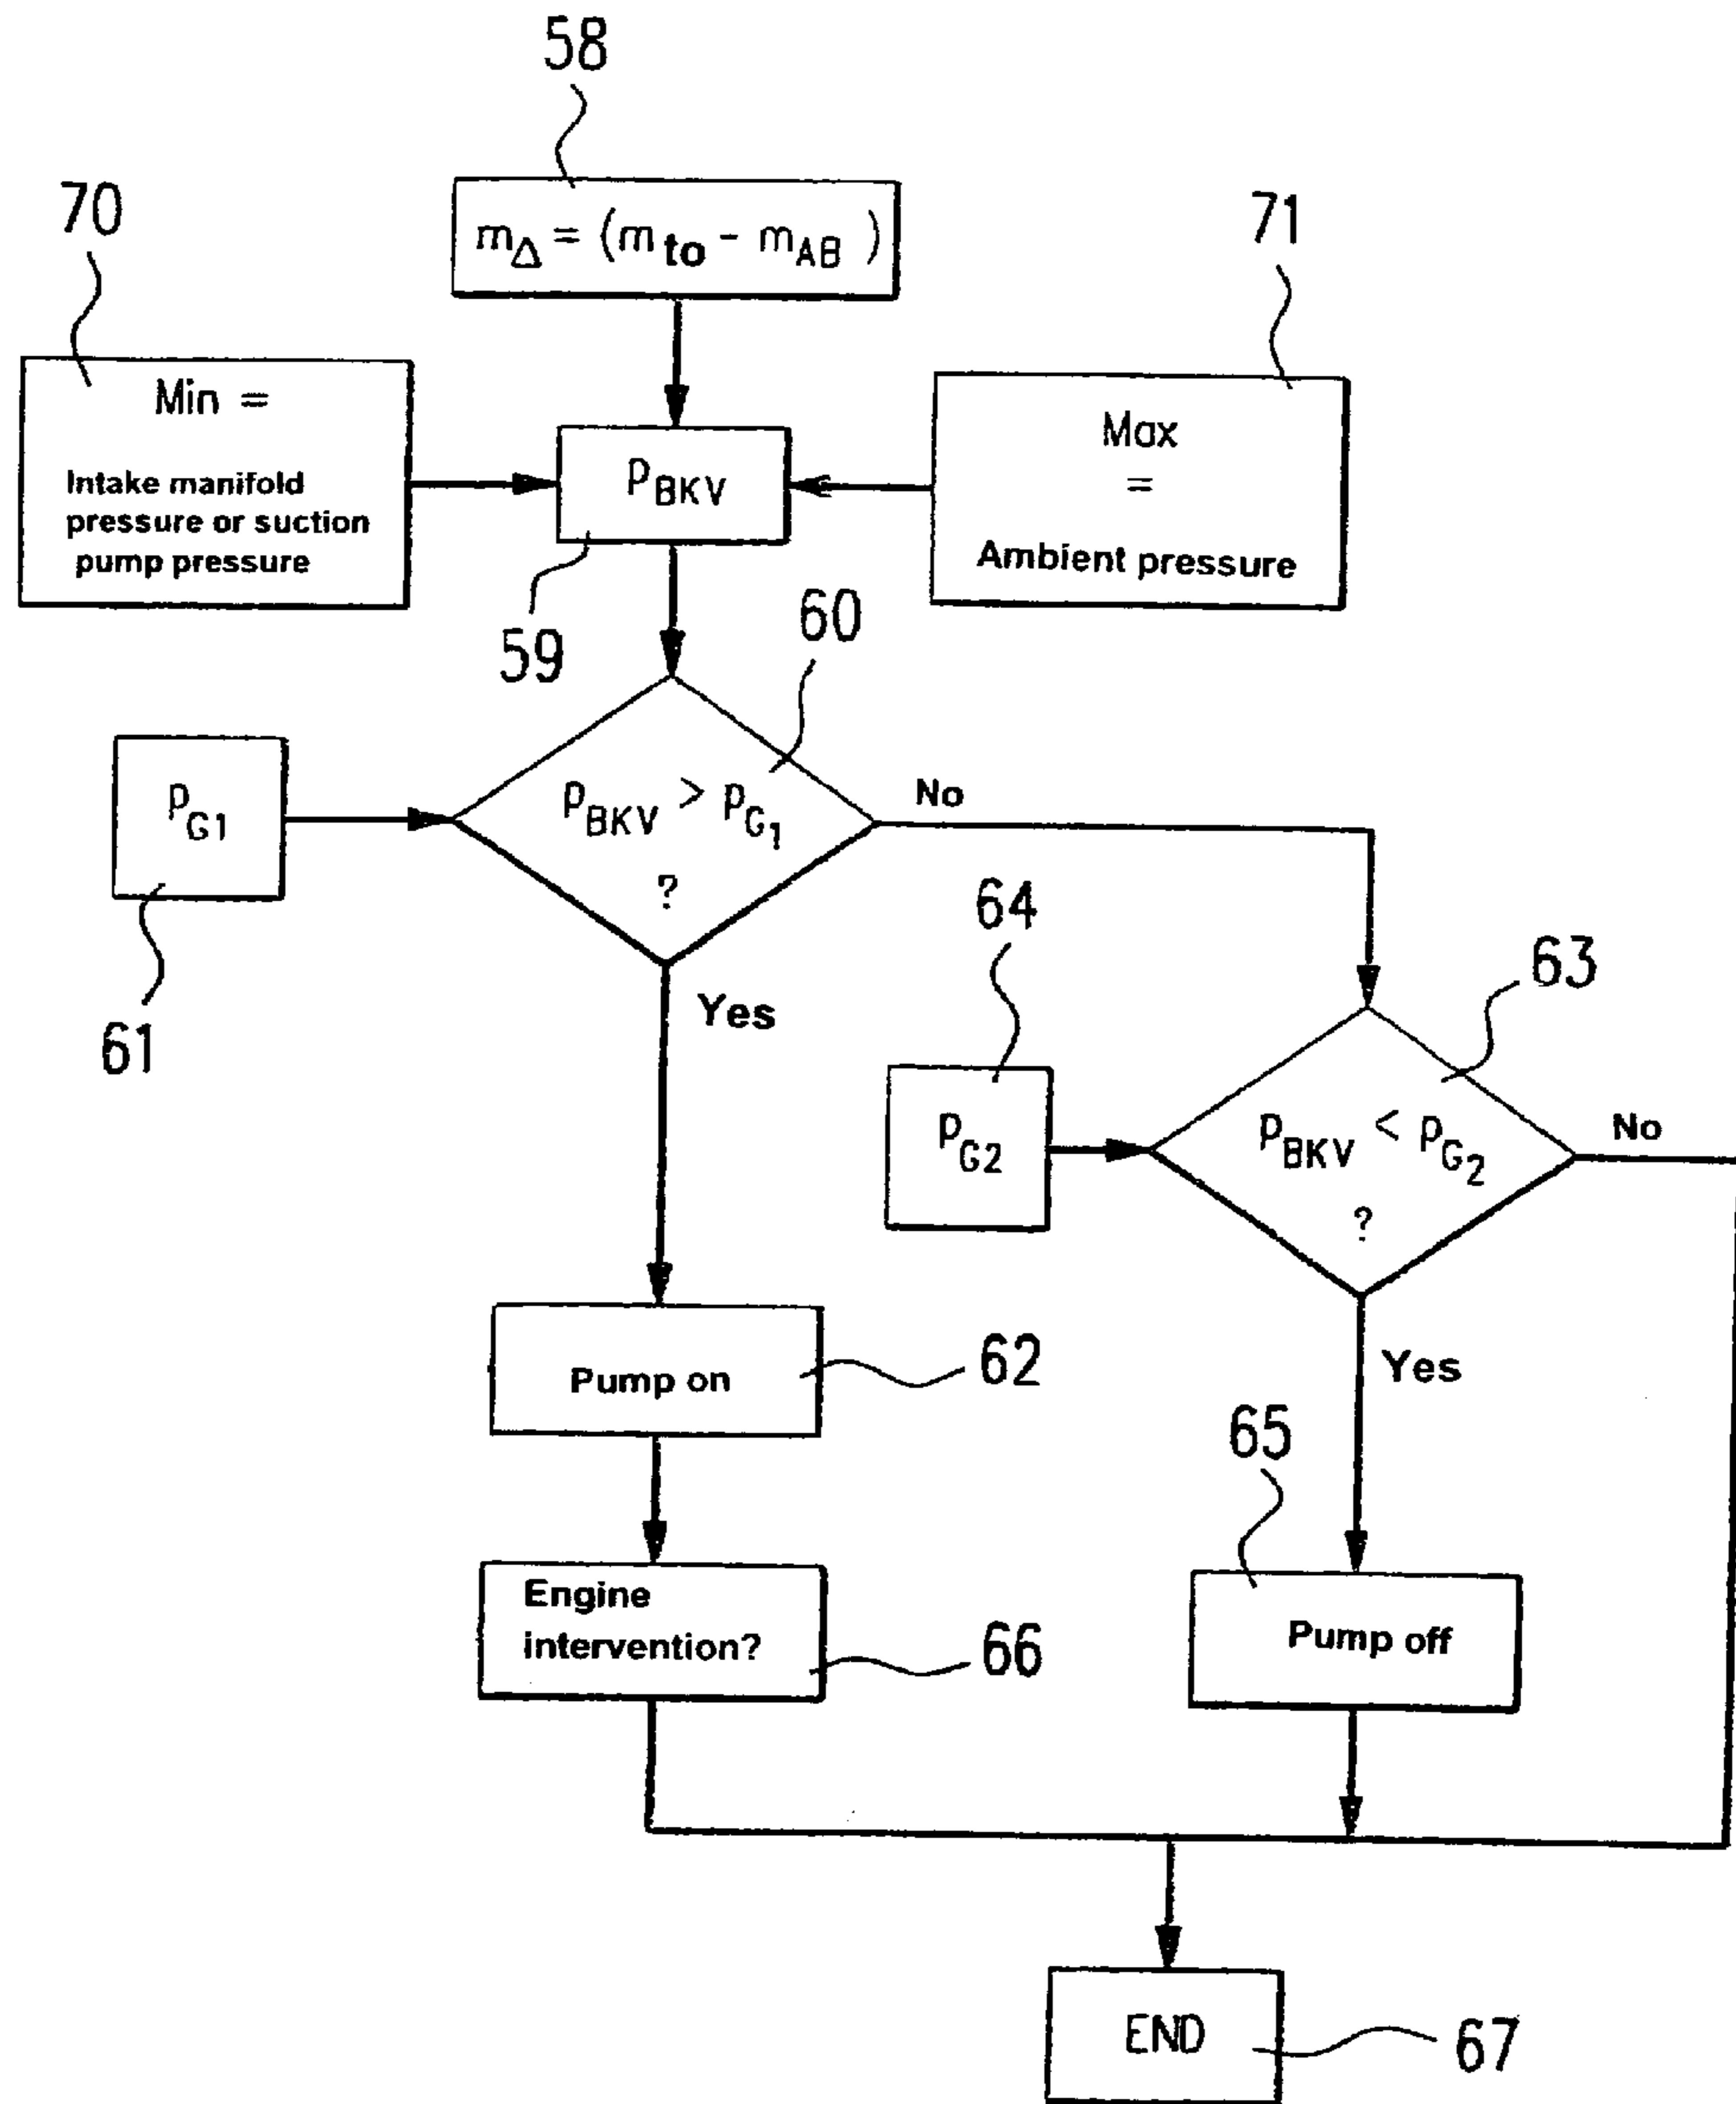 58
70
m∆ = (mto - mAB)
71
Min =
Intake manifold
pressure or suction
pump pressure
pBKV
Max
=
Ambient pressure
59
60
pG1
pBKV > pG1
?
No
61
Yes
64
63
pG2
pBKV < pG2
?
No
Pump on
62
Yes
65
Engine
intervention?
66
Pump off
END
67